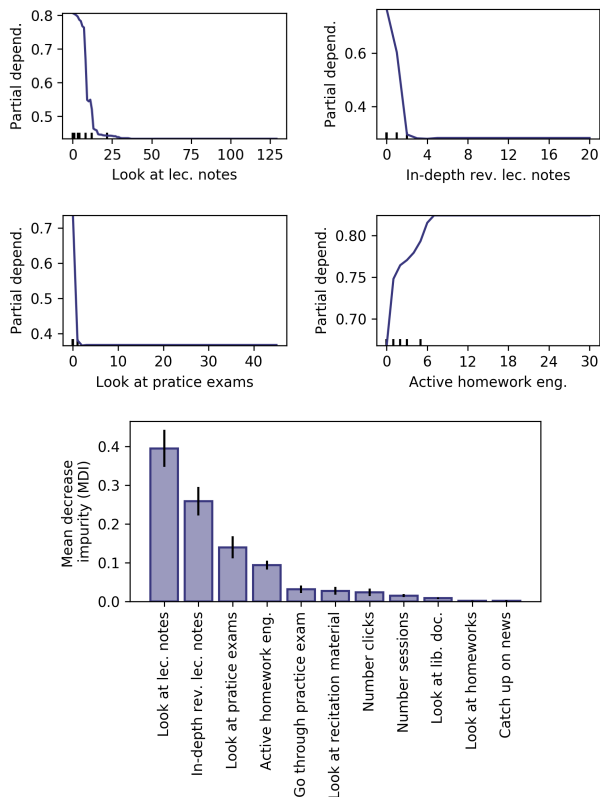 Partial depend.
0.8
0.7
0.6
0.5
0 25 50 75 100 125
Look at lec. notes
Partial depend.
0.6
0.4
0 4 8 12 16 20
In-depth rev. lec. notes
Partial depend.
0.7
0.6
0.5
0.4
0 10 20 30 40
Look at pratice exams
Partial depend.
0.80
0.75
0.70
0 6 12 18 24 30
Active homework eng.
Mean decrease
impurity (MDI)
0.4
0.3
0.2
0.1
0.0
Look at lec. notes
In-depth rev. lec. notes
Look at pratice exams
Active homework eng.
Go through practice exam
Look at recitation material
Number clicks
Number sessions
Look at lib. doc.
Look at homeworks
Catch up on news